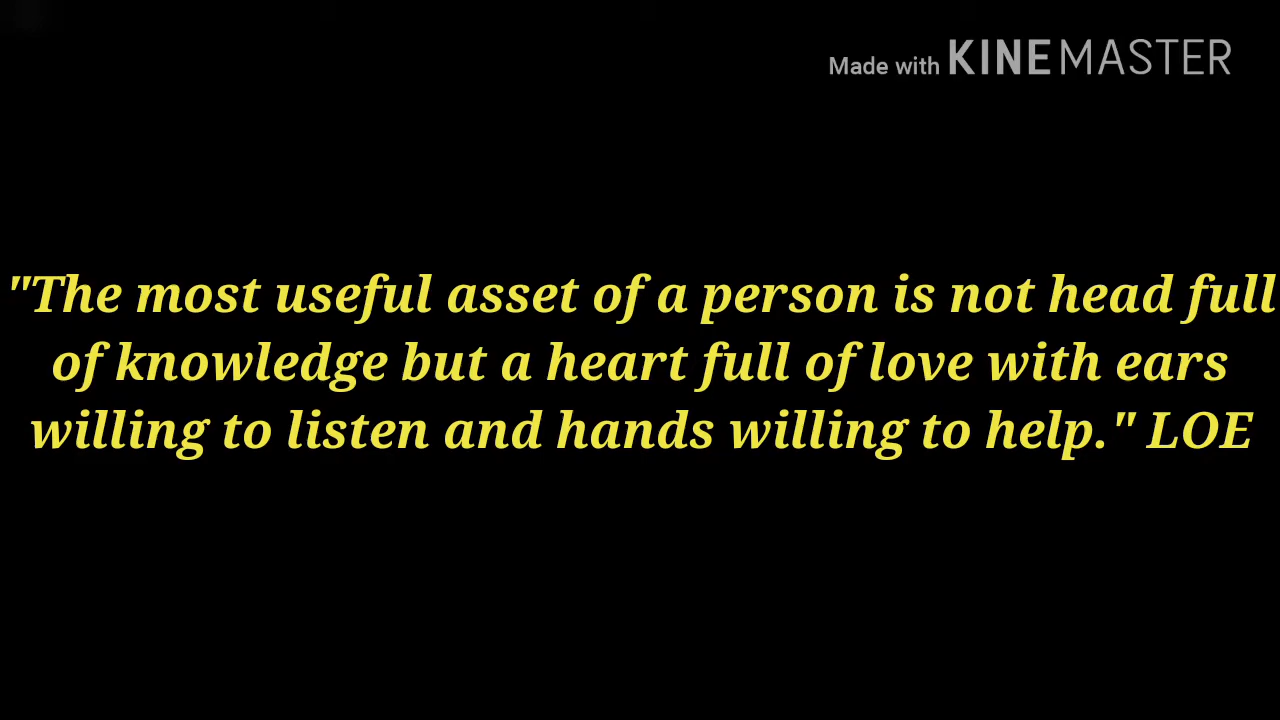 Made with KINEMASTER
"The most useful asset of a person is not head full
of knowledge but a heart full of love with ears
willing to listen and hands willing to help." LOE